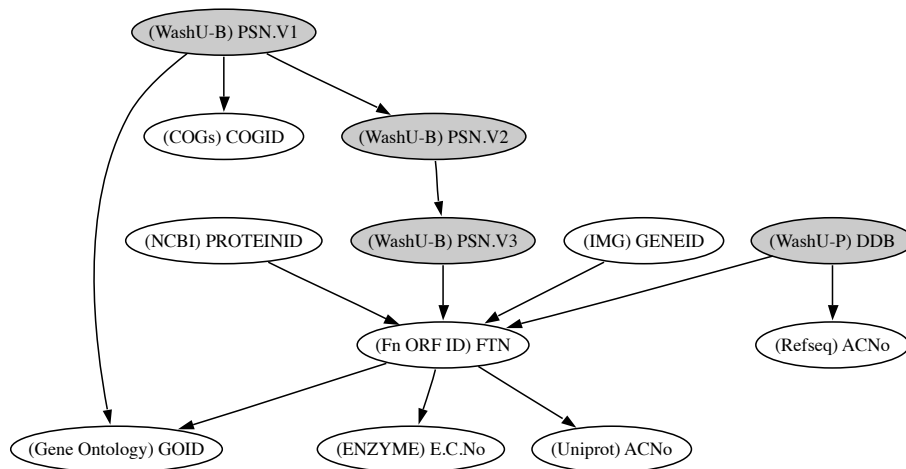 (WashU-B) PSN.V1
(COGs) COGID
(WashU-B) PSN.V2
(NCBI) PROTEINID
(WashU-B) PSN.V3
(IMG) GENEID
(WashU-P) DDB
(Fn ORF ID) FTN
(Refseq) ACNo
(Gene Ontology) GOID
(ENZYME) E.C.No
(Uniprot) ACNo